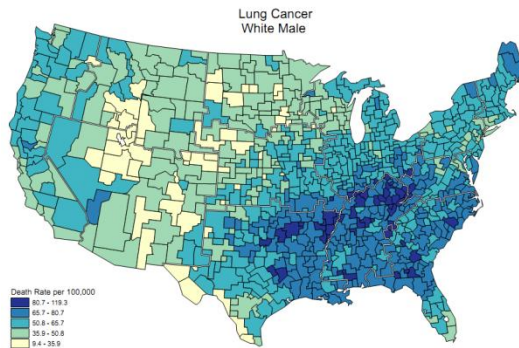 Lung Cancer
White Male
Death Rate per 100,000
80.7 - 119.3
65.7 - 80.7
50.8 - 65.7
35.9 - 50.8
9.4 - 35.9